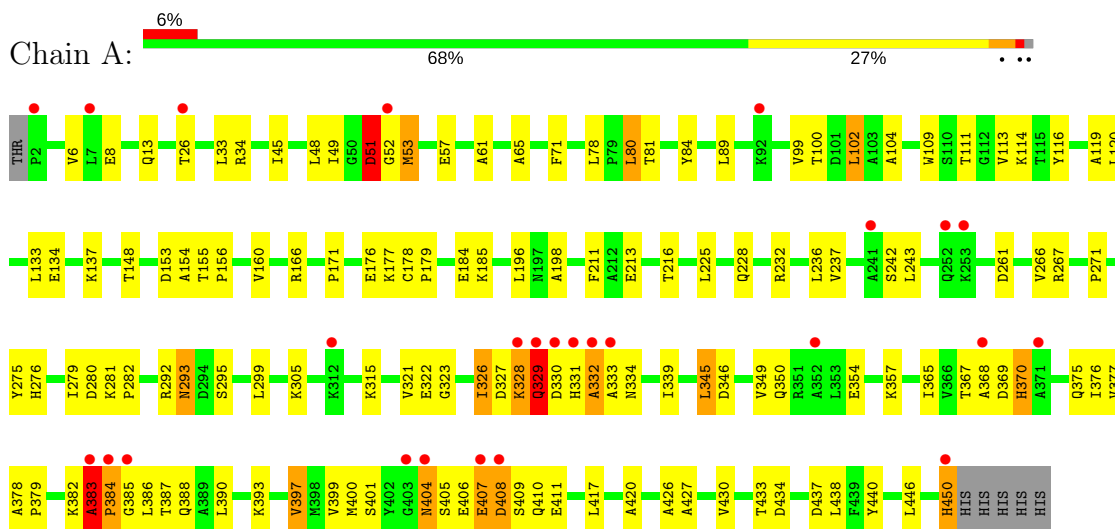 6%
Chain A:
68% 27% • ••
THR P2 V6 L7 E8 Q13 T26 L33 R34 I45 L48 I49 G50 D51 G52 M53 E57 A61 A65 F71 L78 P79 L80 T81 Y84 L89 K92 V99 T100 D101 L102 A103 A104 W109 S110 T111 G112 V113 K114 T115 Y116 A119
L133 E134 K137 T148 D153 A154 T155 P156 V160 R166 P171 E176 K177 C178 P179 E184 K185 L196 N197 A198 F211 A212 E213 T216 L225 Q228 R232 L236 V237 A241 S242 L243 Q252 K253 D261 V266 R267 P271
Y275 H276 I279 D280 K281 P282 R292 N293 D294 S295 L299 K305 K312 K315 V321 E322 G323 I326 D327 K328 Q329 D330 H331 A332 A333 N334 I339 L345 D346 V349 Q350 R351 A352 L353 E354 K357 I365 V366 T367 A368 D369 H370 A371 Q375 I376 V377
A378 P379 K382 A383 P384 G385 L386 T387 Q388 A389 L390 K393 V397 M398 V399 M400 S401 Y402 G403 N404 S405 E406 E407 D408 S409 Q410 E411 L417 A420 A426 A427 V430 T433 D434 D437 L438 F439 Y440 L446 H450 HIS HIS HIS HIS HIS